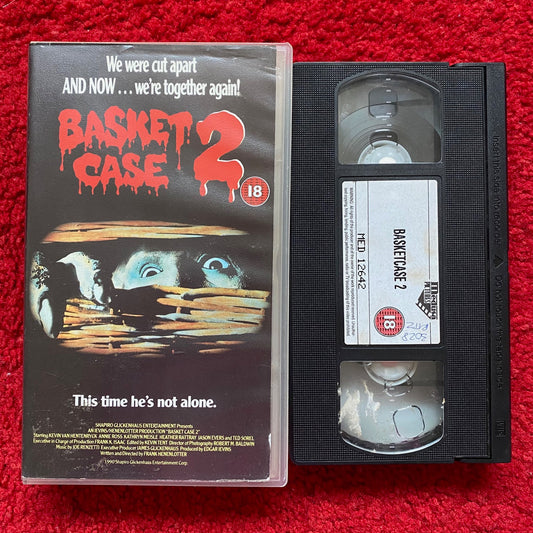 We were cut apart
AND NOW... we're together again!
BASKET
CASE 2
18
This time he's not alone.
SHAPIRO GLICKENHAUS ENTERTAINMENT Presents
AN IEVINS/HENENLOTTER PRODUCTION "BASKET CASE 2"
Starring KEVIN VAN HENTENRYCK ANNIE ROSS KATHRYN MEISLE HEATHER RATTRAY JASON EVERS and TED SOREL
Executive in Charge of Production FRANK K. ISAAC Edited by KEVIN TENT Director of Photography ROBERT M. BALDWIN
Music by JOE RENZETTI Executive Producer JAMES GLICKENHAUS Produced by EDGAR IEVINS
Written and Directed by FRANK HENENLOTTER
1990 Shapiro Glickenhaus Entertainment Corp.
BASKETCASE 2
MED 12642
18
Medusa
PICTURES
3028